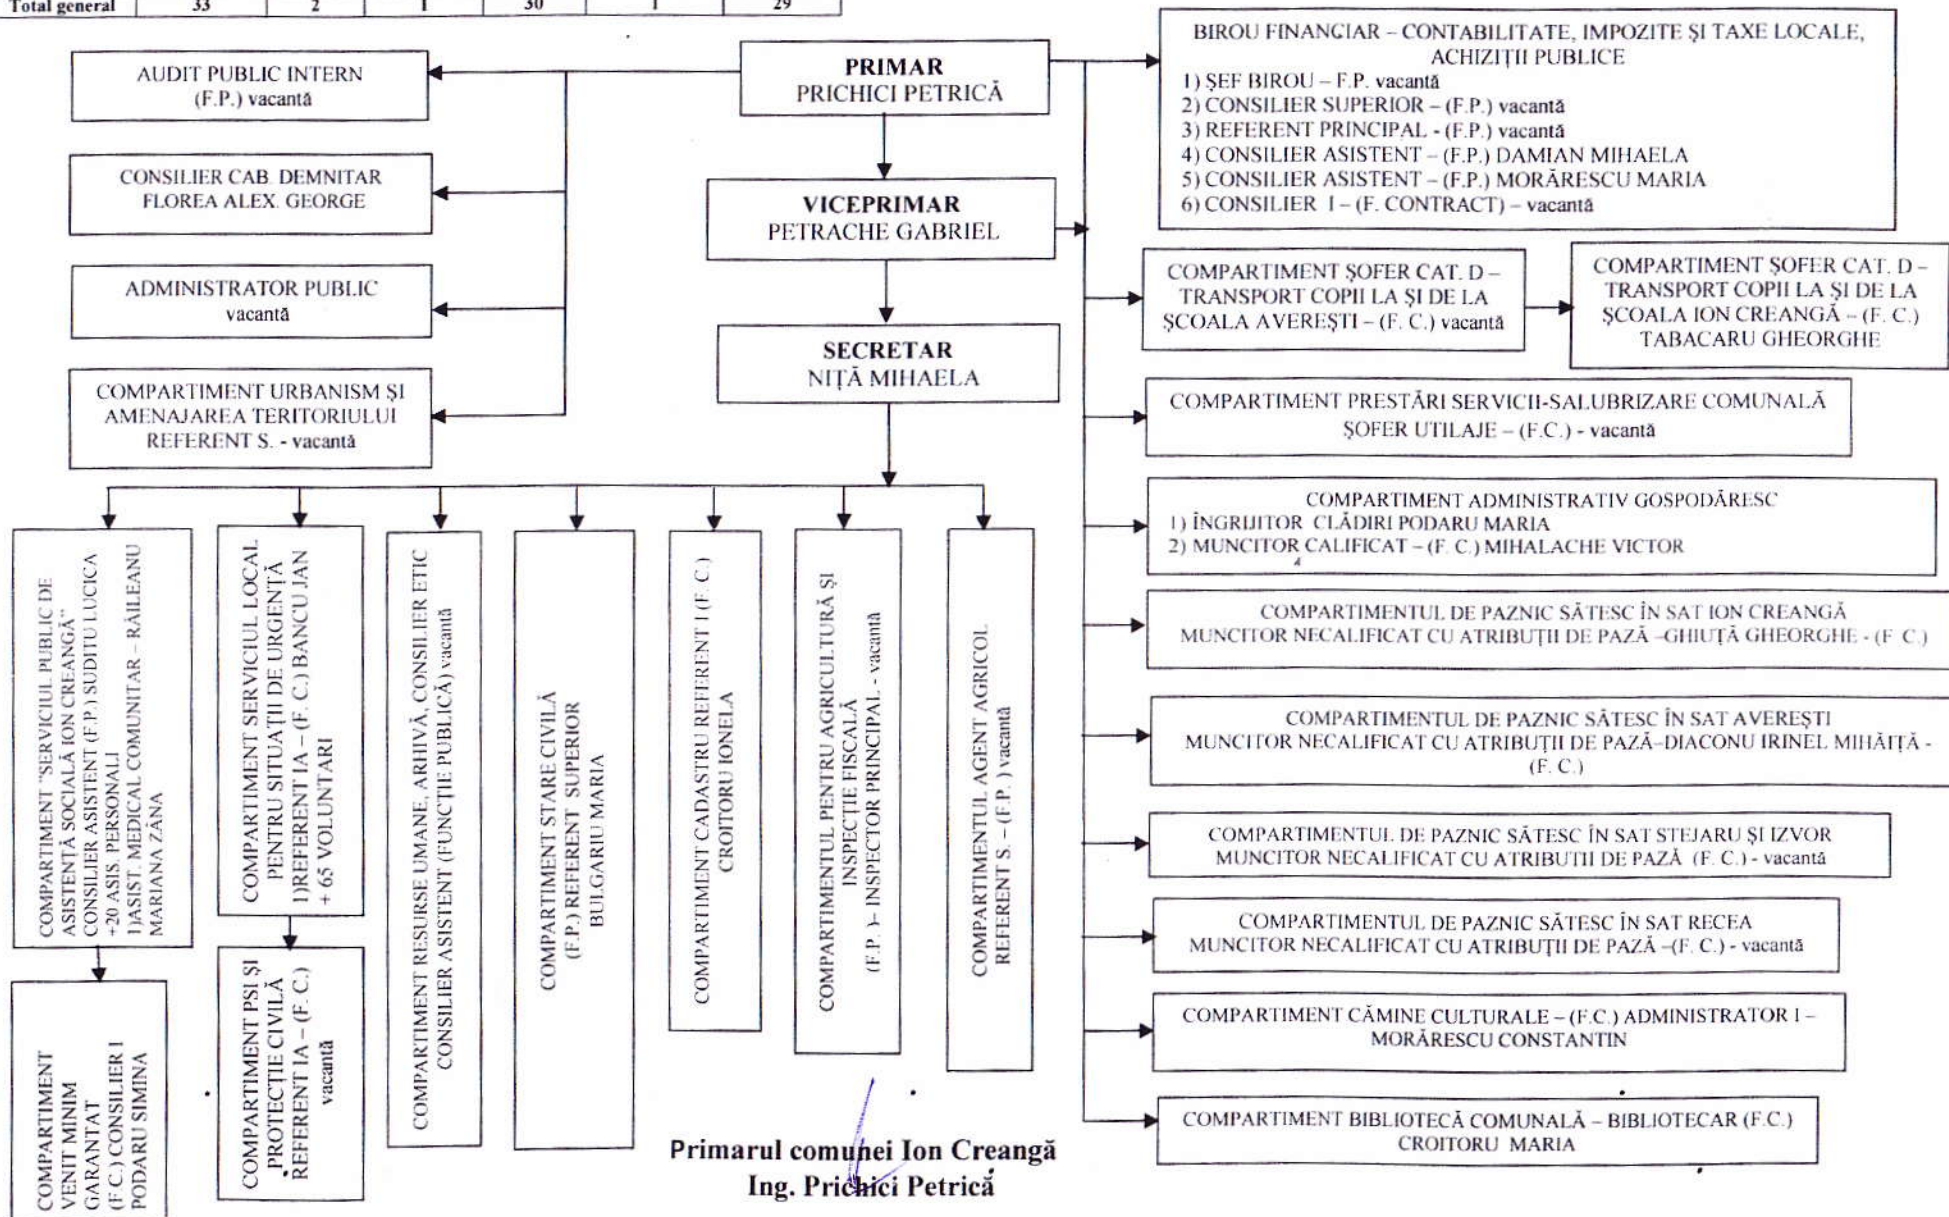 Total general 33 2 1 30 1 29
AUDIT PUBLIC INTERN
(F.P.) vacantă
CONSILIER CAB. DEMNITAR
FLOREA ALEX. GEORGE
ADMINISTRATOR PUBLIC
vacantă
COMPARTIMENT URBANISM ȘI
AMENAJAREA TERITORIULUI
REFERENT S. - vacantă
PRIMAR
PRICHICI PETRICĂ
VICEPRIMAR
PETRACHE GABRIEL
SECRETAR
NIȚĂ MIHAELA
BIROU FINANCIAR – CONTABILITATE, IMPOZITE ȘI TAXE LOCALE,
ACHIZIȚII PUBLICE
1) ȘEF BIROU – F.P. vacantă
2) CONSILIER SUPERIOR – (F.P.) vacantă
3) REFERENT PRINCIPAL - (F.P.) vacantă
4) CONSILIER ASISTENT – (F.P.) DAMIAN MIHAELA
5) CONSILIER ASISTENT – (F.P.) MORĂRESCU MARIA
6) CONSILIER I – (F. CONTRACT) – vacantă
COMPARTIMENT ȘOFER CAT. D –
TRANSPORT COPII LA ȘI DE LA
ȘCOALA AVEREȘTI – (F. C.) vacantă
COMPARTIMENT ȘOFER CAT. D –
TRANSPORT COPII LA ȘI DE LA
ȘCOALA ION CREANGĂ – (F. C.)
TABACARU GHEORGHE
COMPARTIMENT PRESTĂRI SERVICII-SALUBRIZARE COMUNALĂ
ȘOFER UTILAJE – (F.C.) - vacantă
COMPARTIMENT ADMINISTRATIV GOSPODĂRESC
1) ÎNGRIJITOR CLĂDIRI PODARU MARIA
2) MUNCITOR CALIFICAT – (F. C.) MIHALACHE VICTOR
COMPARTIMENTUL DE PAZNIC SĂTESC ÎN SAT ION CREANGĂ
MUNCITOR NECALIFICAT CU ATRIBUȚII DE PAZĂ –GHIUȚĂ GHEORGHE - (F C.)
COMPARTIMENTUL DE PAZNIC SĂTESC ÎN SAT AVEREȘTI
MUNCITOR NECALIFICAT CU ATRIBUȚII DE PAZĂ–DIACONU IRINEL MIHĂIȚĂ -
(F. C.)
COMPARTIMENTUL DE PAZNIC SĂTESC ÎN SAT STEJARU ȘI IZVOR
MUNCITOR NECALIFICAT CU ATRIBUȚII DE PAZĂ (F. C.) - vacantă
COMPARTIMENTUL DE PAZNIC SĂTESC ÎN SAT RECEA
MUNCITOR NECALIFICAT CU ATRIBUȚII DE PAZĂ –(F. C.) - vacantă
COMPARTIMENT CĂMINE CULTURALE – (F.C.) ADMINISTRATOR I –
MORĂRESCU CONSTANTIN
COMPARTIMENT BIBLIOTECĂ COMUNALĂ – BIBLIOTECAR (F.C.)
CROITORU MARIA
COMPARTIMENT "SERVICIUL PUBLIC DE
ASISTENȚĂ SOCIALĂ ION CREANGĂ"
CONSILIER ASISTENT (F.P.) SUDITU LUCICA
+20 ASIS. PERSONALI
1)ASIST. MEDICAL COMUNITAR – RĂILEANU
MARIANA ZÂNA
COMPARTIMENT SERVICIUL LOCAL
PENTRU SITUAȚII DE URGENȚĂ
1)REFERENT IA – (F. C.) BANCU JAN
+ 65 VOLUNTARI
COMPARTIMENT RESURSE UMANE, ARHIVĂ, CONSILIER ETIC
CONSILIER ASISTENT (FUNCȚIE PUBLICĂ) vacantă
COMPARTIMENT STARE CIVILĂ
(F.P.) REFERENT SUPERIOR
BULGARIU MARIA
COMPARTIMENT CADASTRU REFERENT I (F. C.)
CROITORU IONELA
COMPARTIMENTUL PENTRU AGRICULTURĂ ȘI
INSPECȚIE FISCALĂ
(F.P. )– INSPECTOR PRINCIPAL - vacantă
COMPARTIMENTUL AGENT AGRICOL
REFERENT S. – (F.P. ) vacantă
COMPARTIMENT
VENIT MINIM
GARANTAT
(F.C.) CONSILIER I
PODARU SIMINA
COMPARTIMENT PSI ȘI
PROTECȚIE CIVILĂ
REFERENT IA – (F. C.)
vacantă
Primarul comunei Ion Creangă
Ing. Prichici Petrică